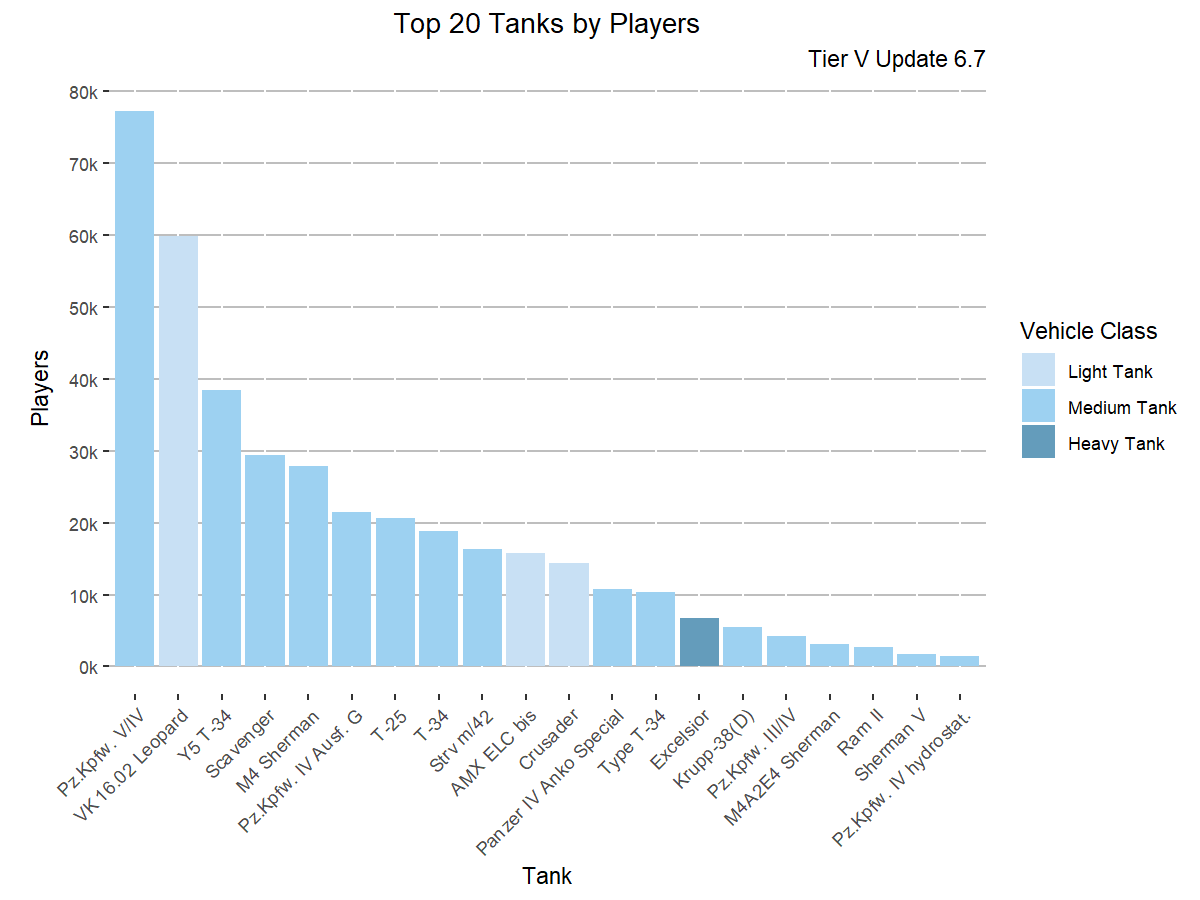 Top 20 Tanks by Players
Tier V Update 6.7
80k
70k
60k
50k
40k
30k
20k
10k
0k
Players
Pz.Kpfw. V/IV
VK 16.02 Leopard
Y5 T-34
Scavenger
M4 Sherman
Pz.Kpfw. IV Ausf. G
T-25
T-34
Strv m/42
AMX ELC bis
Crusader
Panzer IV Anko Special
Type T-34
Excelsior
Krupp-38(D)
Pz.Kpfw. III/IV
M4A2E4 Sherman
Ram II
Sherman V
Pz.Kpfw. IV hydrostat.
Tank
Vehicle Class
Light Tank
Medium Tank
Heavy Tank